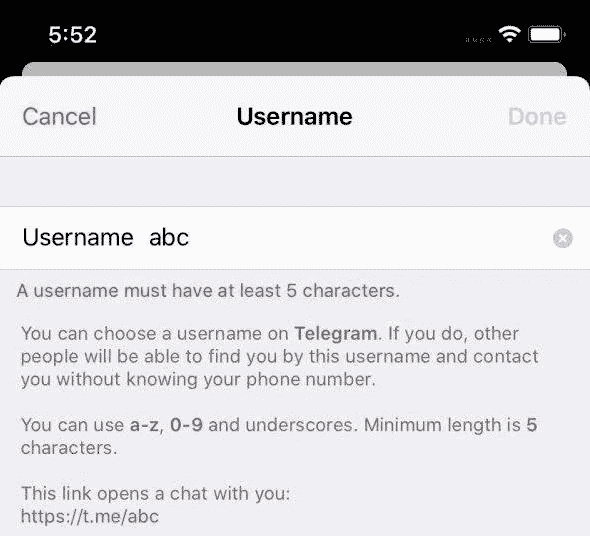 5:52
Cancel Username Done
Username abc
A username must have at least 5 characters.
You can choose a username on Telegram. If you do, other
people will be able to find you by this username and contact
you without knowing your phone number.
You can use a-z, 0-9 and underscores. Minimum length is 5
characters.
This link opens a chat with you:
https://t.me/abc